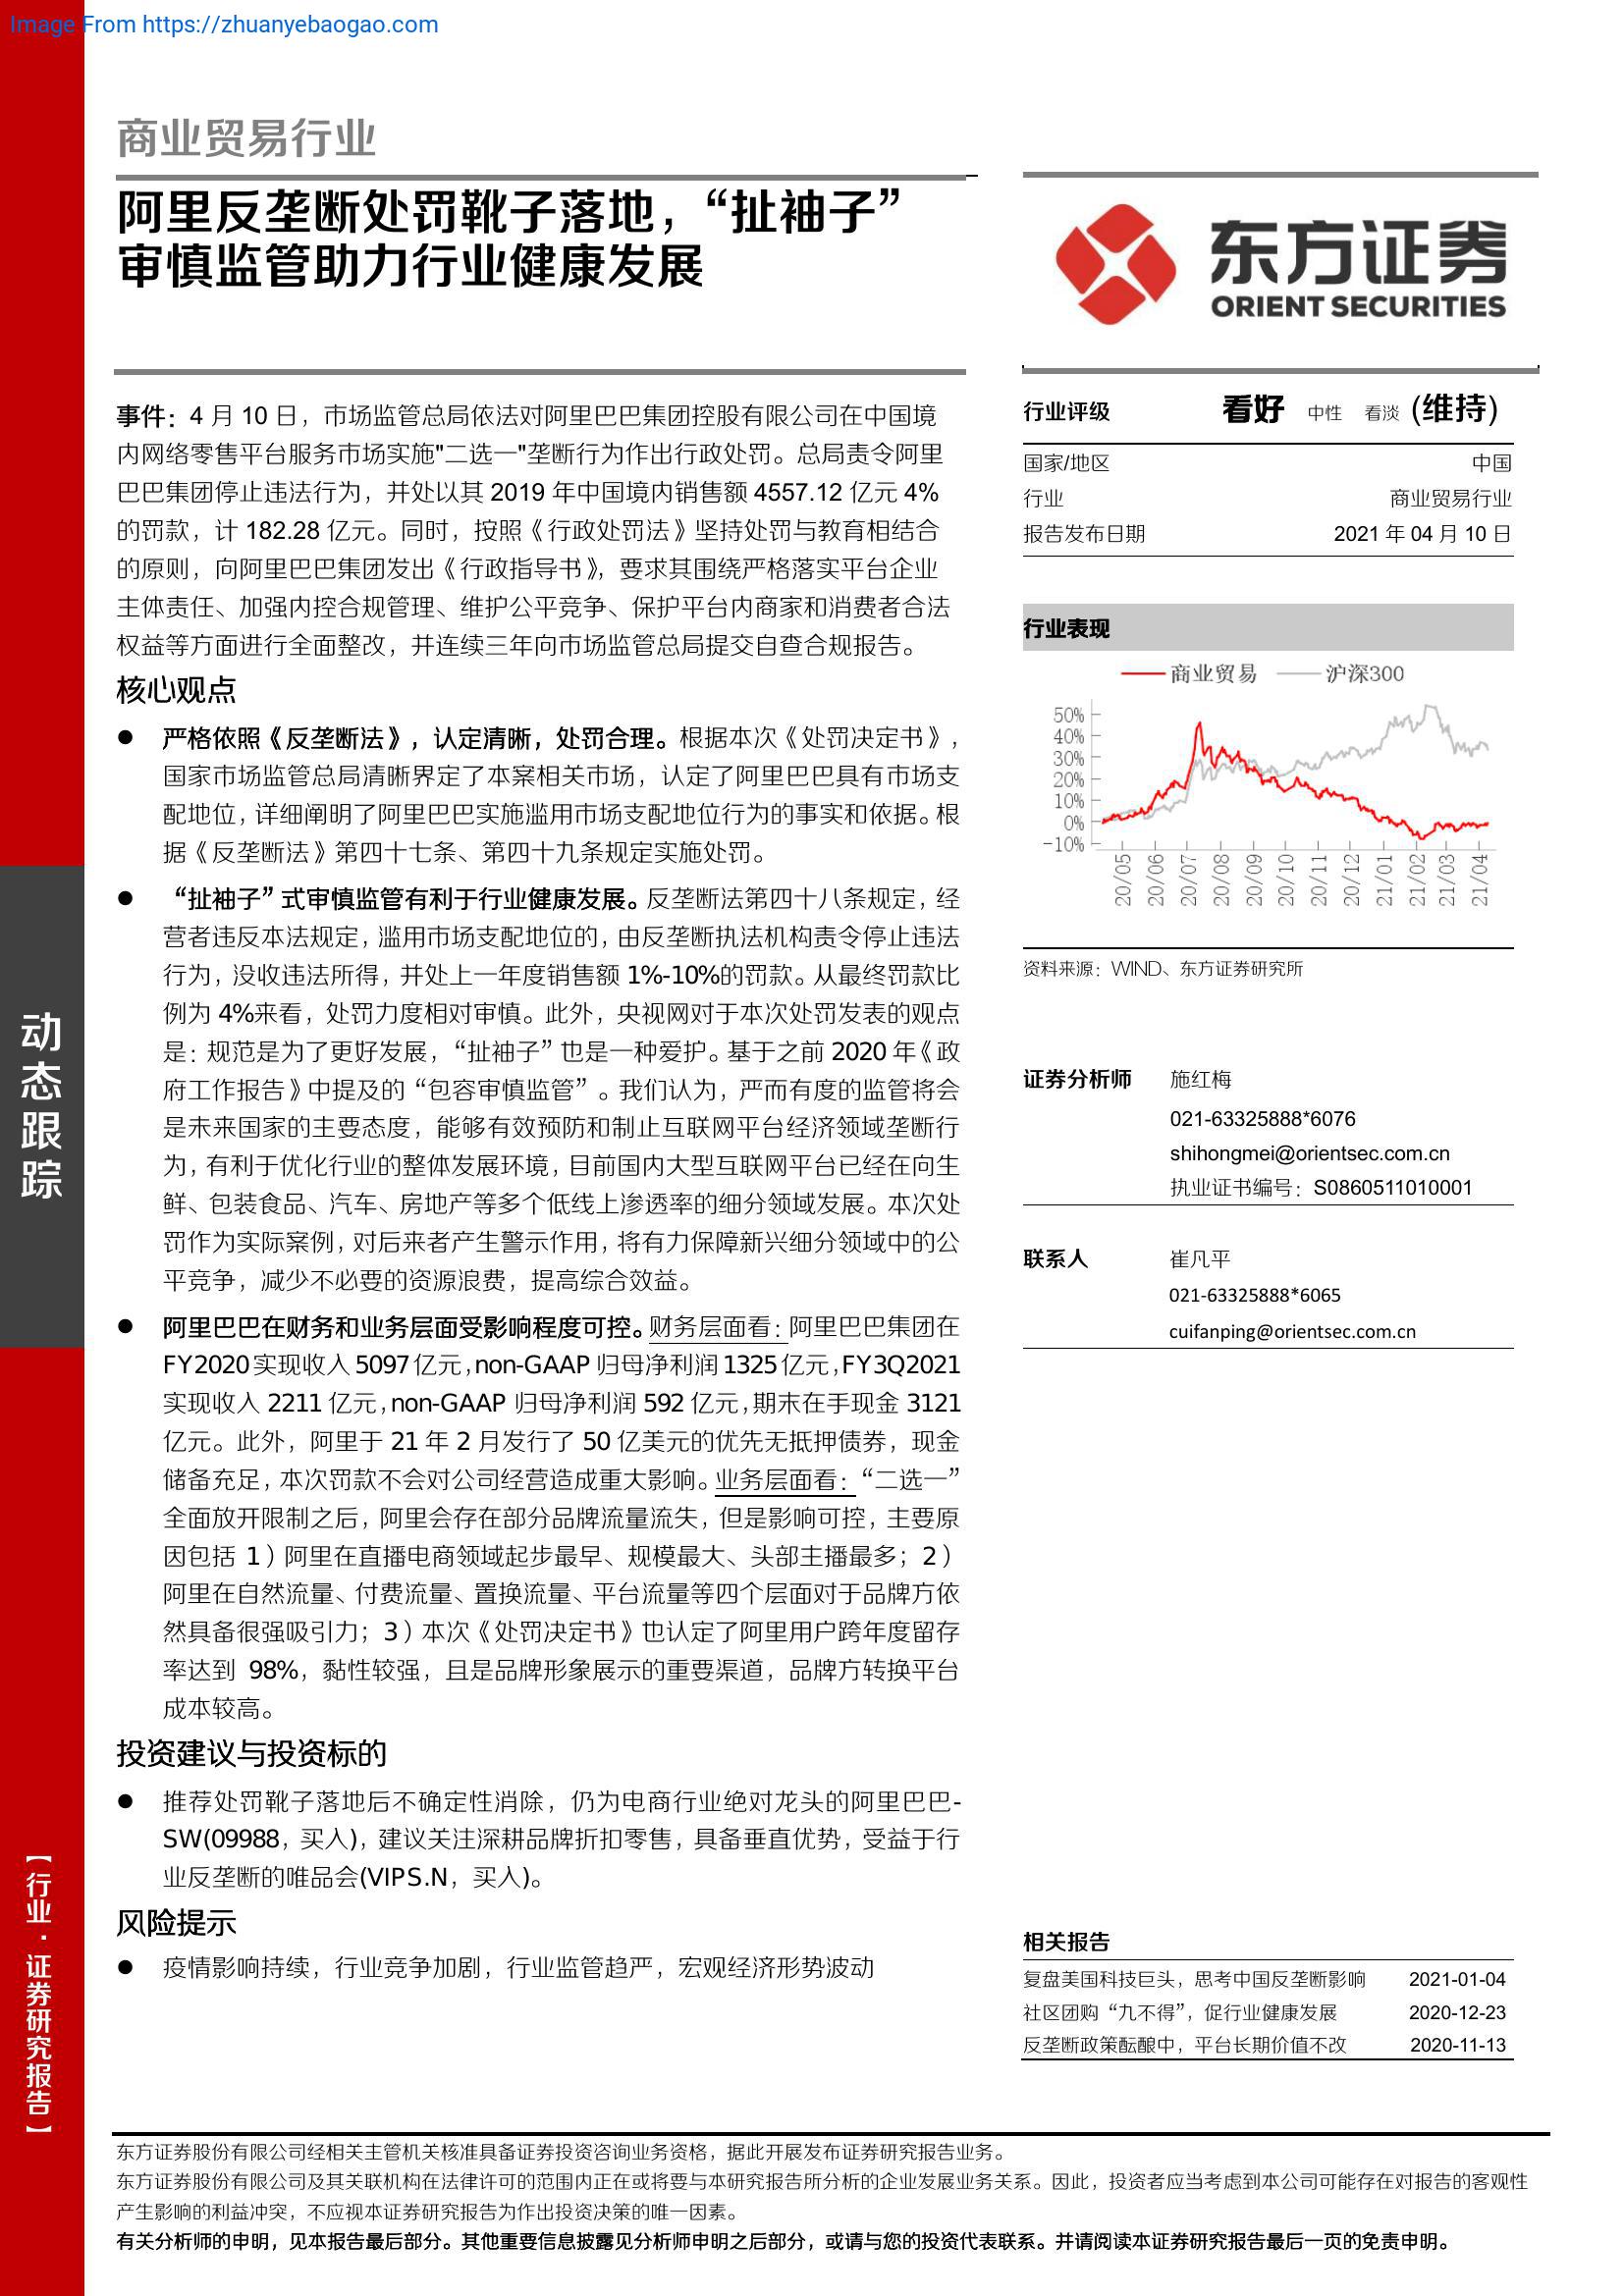 Image From https://zhuanyebaogao.com
商业贸易行业
阿里反垄断处罚靴子落地，“扯袖子”
审慎监管助力行业健康发展
东方证券
ORIENT SECURITIES
事件：4 月 10 日，市场监管总局依法对阿里巴巴集团控股有限公司在中国境
内网络零售平台服务市场实施"二选一"垄断行为作出行政处罚。总局责令阿里
巴巴集团停止违法行为，并处以其 2019 年中国境内销售额 4557.12 亿元 4%
的罚款，计 182.28 亿元。同时，按照《行政处罚法》坚持处罚与教育相结合
的原则，向阿里巴巴集团发出《行政指导书》，要求其围绕严格落实平台企业
主体责任、加强内控合规管理、维护公平竞争、保护平台内商家和消费者合法
权益等方面进行全面整改，并连续三年向市场监管总局提交自查合规报告。
核心观点
● 严格依照《反垄断法》，认定清晰，处罚合理。根据本次《处罚决定书》，
国家市场监管总局清晰界定了本案相关市场，认定了阿里巴巴具有市场支
配地位，详细阐明了阿里巴巴实施滥用市场支配地位行为的事实和依据。根
据《反垄断法》第四十七条、第四十九条规定实施处罚。
● “扯袖子”式审慎监管有利于行业健康发展。反垄断法第四十八条规定，经
营者违反本法规定，滥用市场支配地位的，由反垄断执法机构责令停止违法
行为，没收违法所得，并处上一年度销售额 1%-10%的罚款。从最终罚款比
例为 4%来看，处罚力度相对审慎。此外，央视网对于本次处罚发表的观点
是：规范是为了更好发展，“扯袖子”也是一种爱护。基于之前 2020 年《政
府工作报告》中提及的“包容审慎监管”。我们认为，严而有度的监管将会
是未来国家的主要态度，能够有效预防和制止互联网平台经济领域垄断行
为，有利于优化行业的整体发展环境，目前国内大型互联网平台已经在向生
鲜、包装食品、汽车、房地产等多个低线上渗透率的细分领域发展。本次处
罚作为实际案例，对后来者产生警示作用，将有力保障新兴细分领域中的公
平竞争，减少不必要的资源浪费，提高综合效益。
● 阿里巴巴在财务和业务层面受影响程度可控。财务层面看：阿里巴巴集团在
FY2020 实现收入 5097 亿元，non-GAAP 归母净利润 1325 亿元，FY3Q2021
实现收入 2211 亿元，non-GAAP 归母净利润 592 亿元，期末在手现金 3121
亿元。此外，阿里于 21 年 2 月发行了 50 亿美元的优先无抵押债券，现金
储备充足，本次罚款不会对公司经营造成重大影响。业务层面看：“二选一”
全面放开限制之后，阿里会存在部分品牌流量流失，但是影响可控，主要原
因包括 1）阿里在直播电商领域起步最早、规模最大、头部主播最多；2）
阿里在自然流量、付费流量、置换流量、平台流量等四个层面对于品牌方依
然具备很强吸引力；3）本次《处罚决定书》也认定了阿里用户跨年度留存
率达到 98%，黏性较强，且是品牌形象展示的重要渠道，品牌方转换平台
成本较高。
投资建议与投资标的
● 推荐处罚靴子落地后不确定性消除，仍为电商行业绝对龙头的阿里巴巴-
SW(09988，买入)，建议关注深耕品牌折扣零售，具备垂直优势，受益于行
业反垄断的唯品会(VIPS.N，买入)。
风险提示
● 疫情影响持续，行业竞争加剧，行业监管趋严，宏观经济形势波动
行业评级 看好 中性 看淡 (维持)
国家/地区 中国
行业 商业贸易行业
报告发布日期 2021 年 04 月 10 日
行业表现
商业贸易 沪深300
50%
40%
30%
20%
10%
0%
-10%
20/05 20/06 20/07 20/08 20/09 20/10 20/11 20/12 21/01 21/02 21/03 21/04
资料来源：WIND、东方证券研究所
证券分析师 施红梅
021-63325888*6076
shihongmei@orientsec.com.cn
执业证书编号：S0860511010001
联系人 崔凡平
021-63325888*6065
cuifanping@orientsec.com.cn
相关报告
复盘美国科技巨头，思考中国反垄断影响 2021-01-04
社区团购“九不得”，促行业健康发展 2020-12-23
反垄断政策酝酿中，平台长期价值不改 2020-11-13
动态跟踪
【行业·证券研究报告】
东方证券股份有限公司经相关主管机关核准具备证券投资咨询业务资格，据此开展发布证券研究报告业务。
东方证券股份有限公司及其关联机构在法律许可的范围内正在或将要与本研究报告所分析的企业发展业务关系。因此，投资者应当考虑到本公司可能存在对报告的客观性
产生影响的利益冲突，不应视本证券研究报告为作出投资决策的唯一因素。
有关分析师的申明，见本报告最后部分。其他重要信息披露见分析师申明之后部分，或请与您的投资代表联系。并请阅读本证券研究报告最后一页的免责申明。